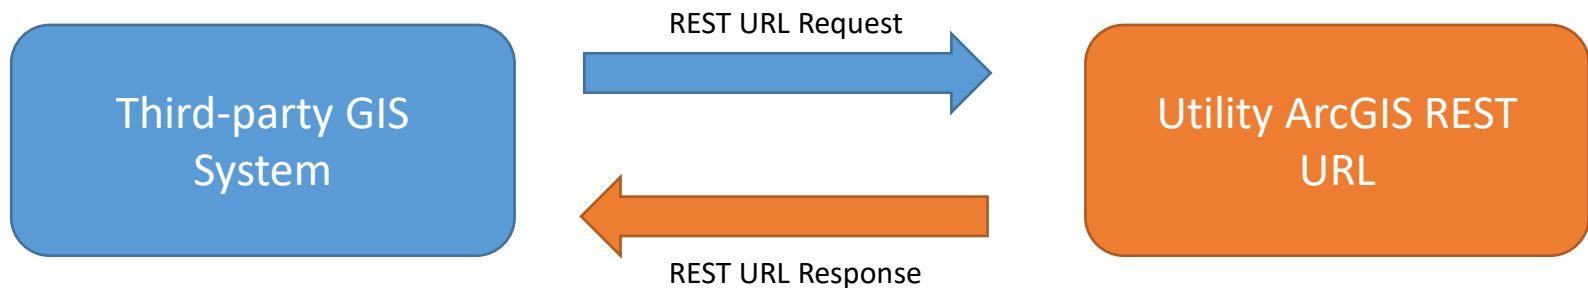 REST URL Request
Third-party GIS
System
Utility ArcGIS REST
URL
REST URL Response